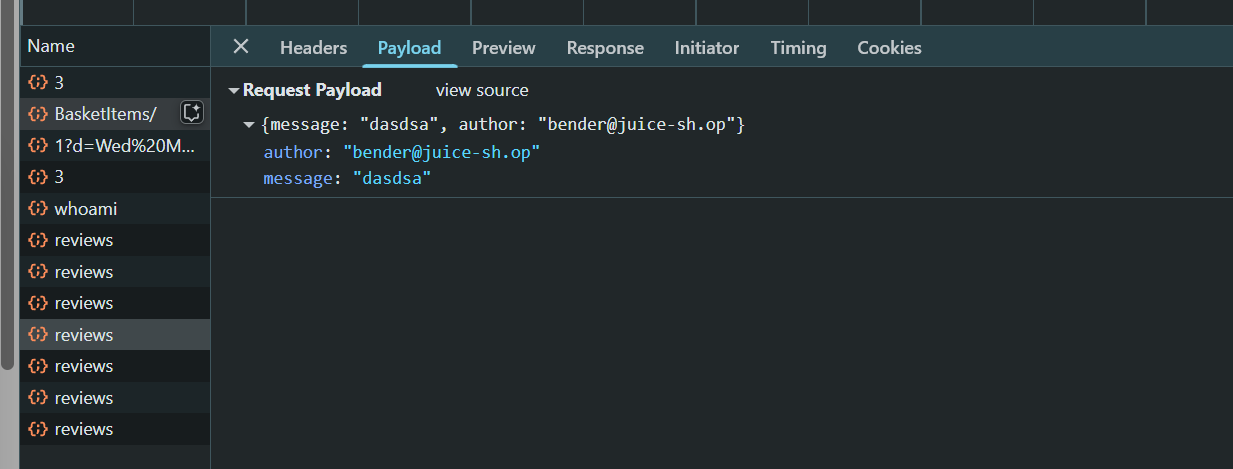 Name
Headers Payload Preview Response Initiator Timing Cookies
3
BasketItems/
1?d=Wed%20M...
3
whoami
reviews
reviews
reviews
reviews
reviews
reviews
reviews
Request Payload view source
{message: "dasdsa", author: "bender@juice-sh.op"}
author: "bender@juice-sh.op"
message: "dasdsa"